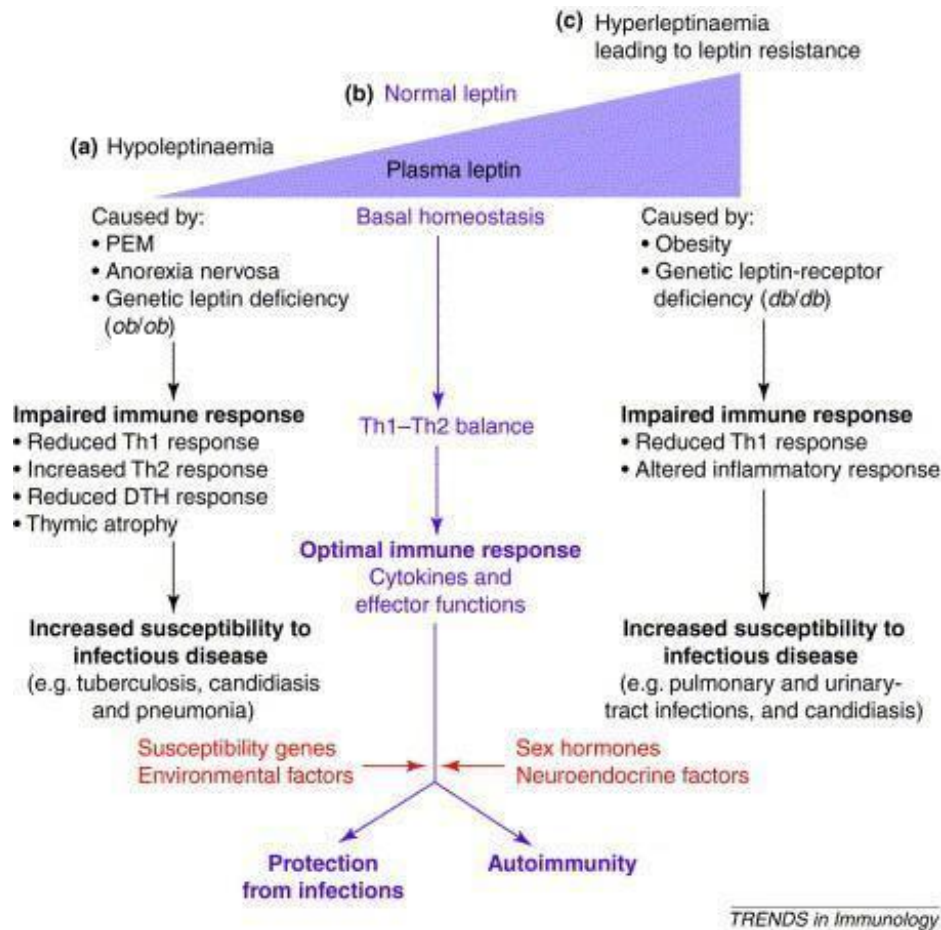 (c) Hyperleptinaemia
leading to leptin resistance
(b) Normal leptin
(a) Hypoleptinaemia
Plasma leptin
Caused by:
• PEM
• Anorexia nervosa
• Genetic leptin deficiency
(ob/ob)
Impaired immune response
• Reduced Th1 response
• Increased Th2 response
• Reduced DTH response
• Thymic atrophy
Increased susceptibility to
infectious disease
(e.g. tuberculosis, candidiasis
and pneumonia)
Basal homeostasis
Th1–Th2 balance
Optimal immune response
Cytokines and
effector functions
Caused by:
• Obesity
• Genetic leptin-receptor
deficiency (db/db)
Impaired immune response
• Reduced Th1 response
• Altered inflammatory response
Increased susceptibility to
infectious disease
(e.g. pulmonary and urinary-
tract infections, and candidiasis)
Susceptibility genes
Environmental factors
Sex hormones
Neuroendocrine factors
Protection
from infections
Autoimmunity
TRENDS in Immunology